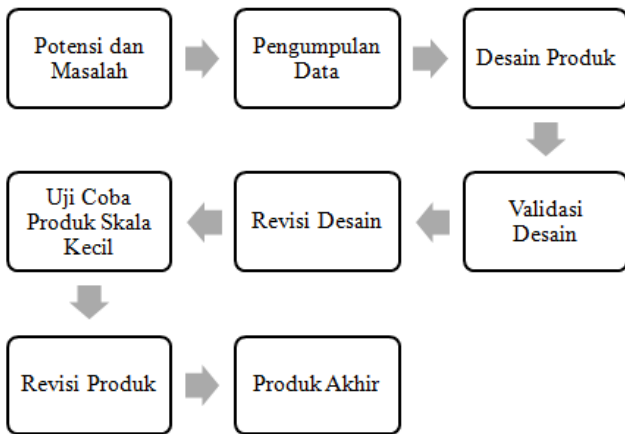 Potensi dan
Masalah
Pengumpulan
Data
Desain Produk
Validasi
Desain
Revisi Desain
Uji Coba
Produk Skala
Kecil
Revisi Produk
Produk Akhir